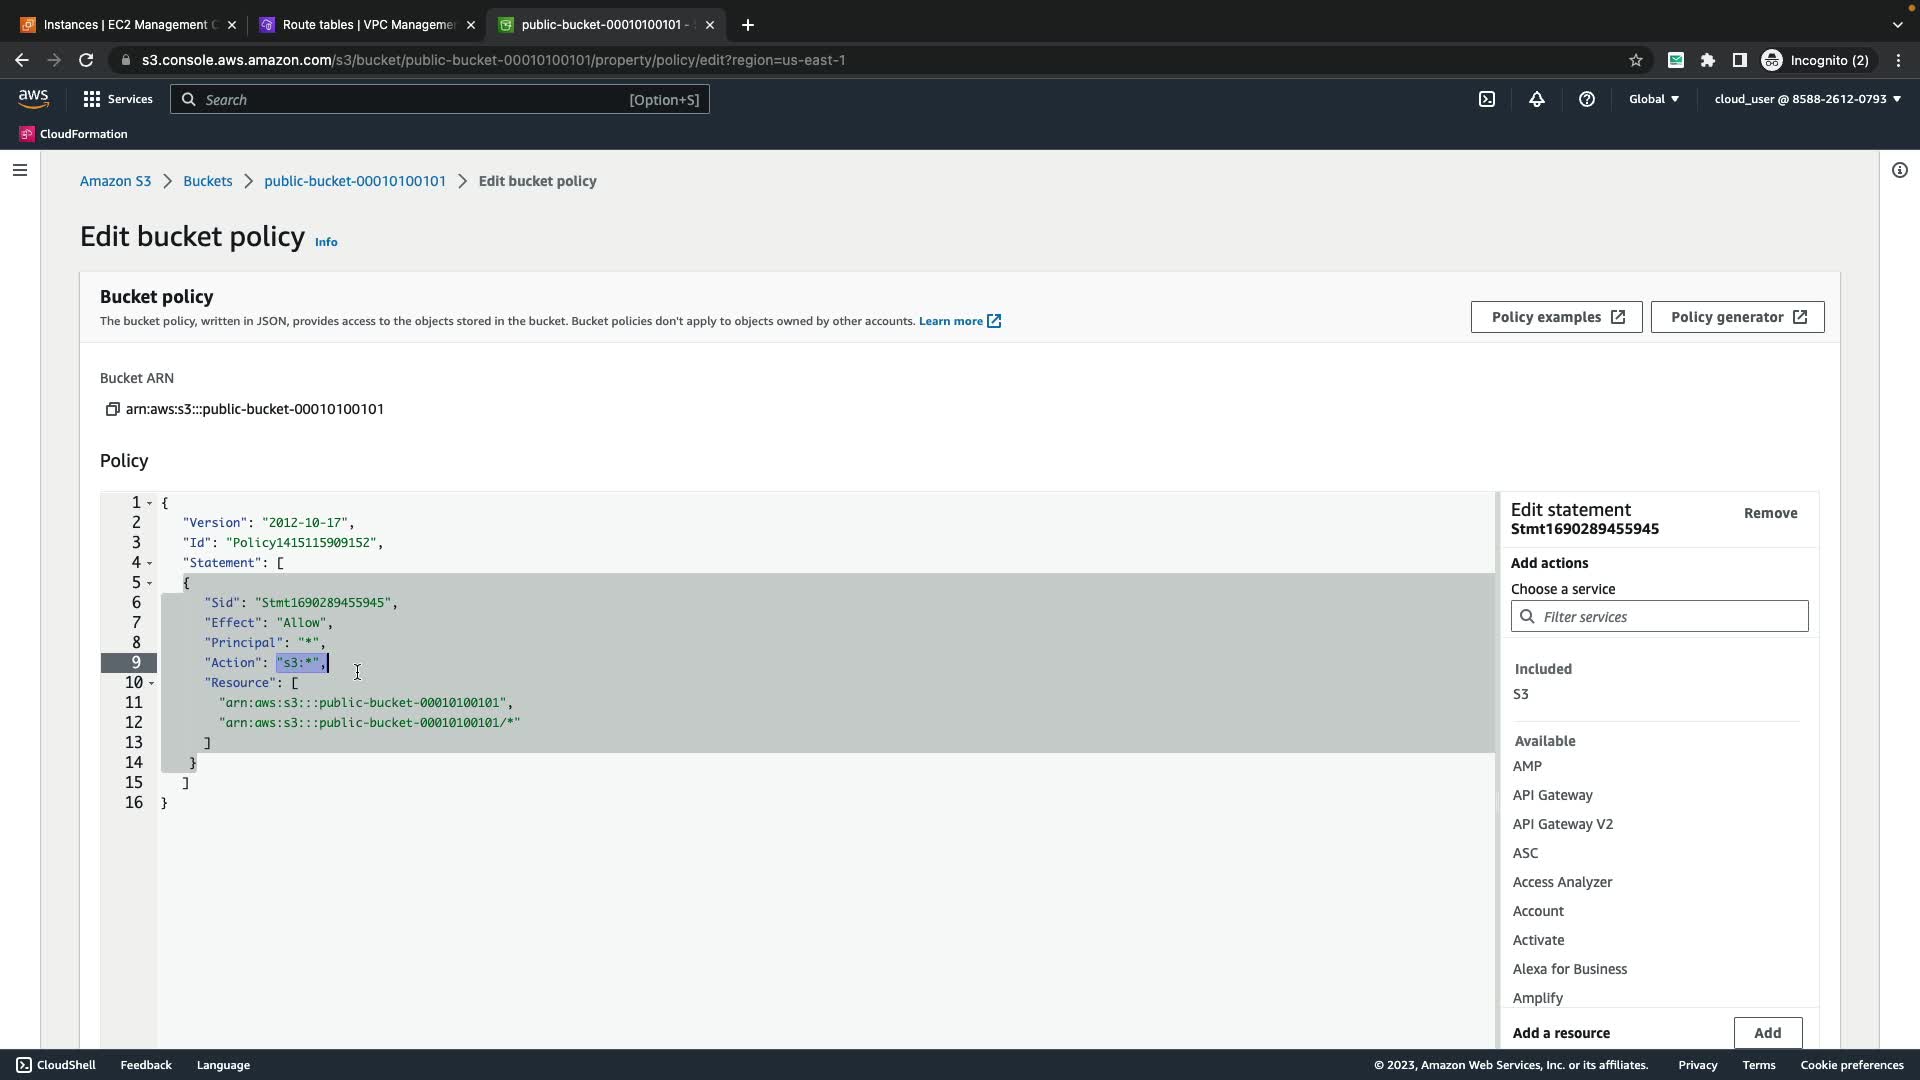 Instances | EC2 Management C
Route tables | VPC Manageme
public-bucket-00010100101 -
s3.console.aws.amazon.com/s3/bucket/public-bucket-00010100101/property/policy/edit?region=us-east-1
Incognito (2)
aws
Services
Search
[Option+S]
Global
cloud_user @ 8588-2612-0793
CloudFormation
Amazon S3
Buckets
public-bucket-00010100101
Edit bucket policy
Edit bucket policy Info
Bucket policy
The bucket policy, written in JSON, provides access to the objects stored in the bucket. Bucket policies don't apply to objects owned by other accounts. Learn more
Policy examples
Policy generator
Bucket ARN
arn:aws:s3:::public-bucket-00010100101
Policy
1 {
2 "Version": "2012-10-17",
3 "Id": "Policy1415115909152",
4 "Statement": [
5 {
6 "Sid": "Stmt1690289455945",
7 "Effect": "Allow",
8 "Principal": "*",
9 "Action": "s3:*",
10 "Resource": [
11 "arn:aws:s3:::public-bucket-00010100101",
12 "arn:aws:s3:::public-bucket-00010100101/*"
13 ]
14 }
15 ]
16 }
Edit statement
Stmt1690289455945
Remove
Add actions
Choose a service
Filter services
Included
S3
Available
AMP
API Gateway
API Gateway V2
ASC
Access Analyzer
Account
Activate
Alexa for Business
Amplify
Add a resource
Add
CloudShell
Feedback
Language
© 2023, Amazon Web Services, Inc. or its affiliates.
Privacy
Terms
Cookie preferences